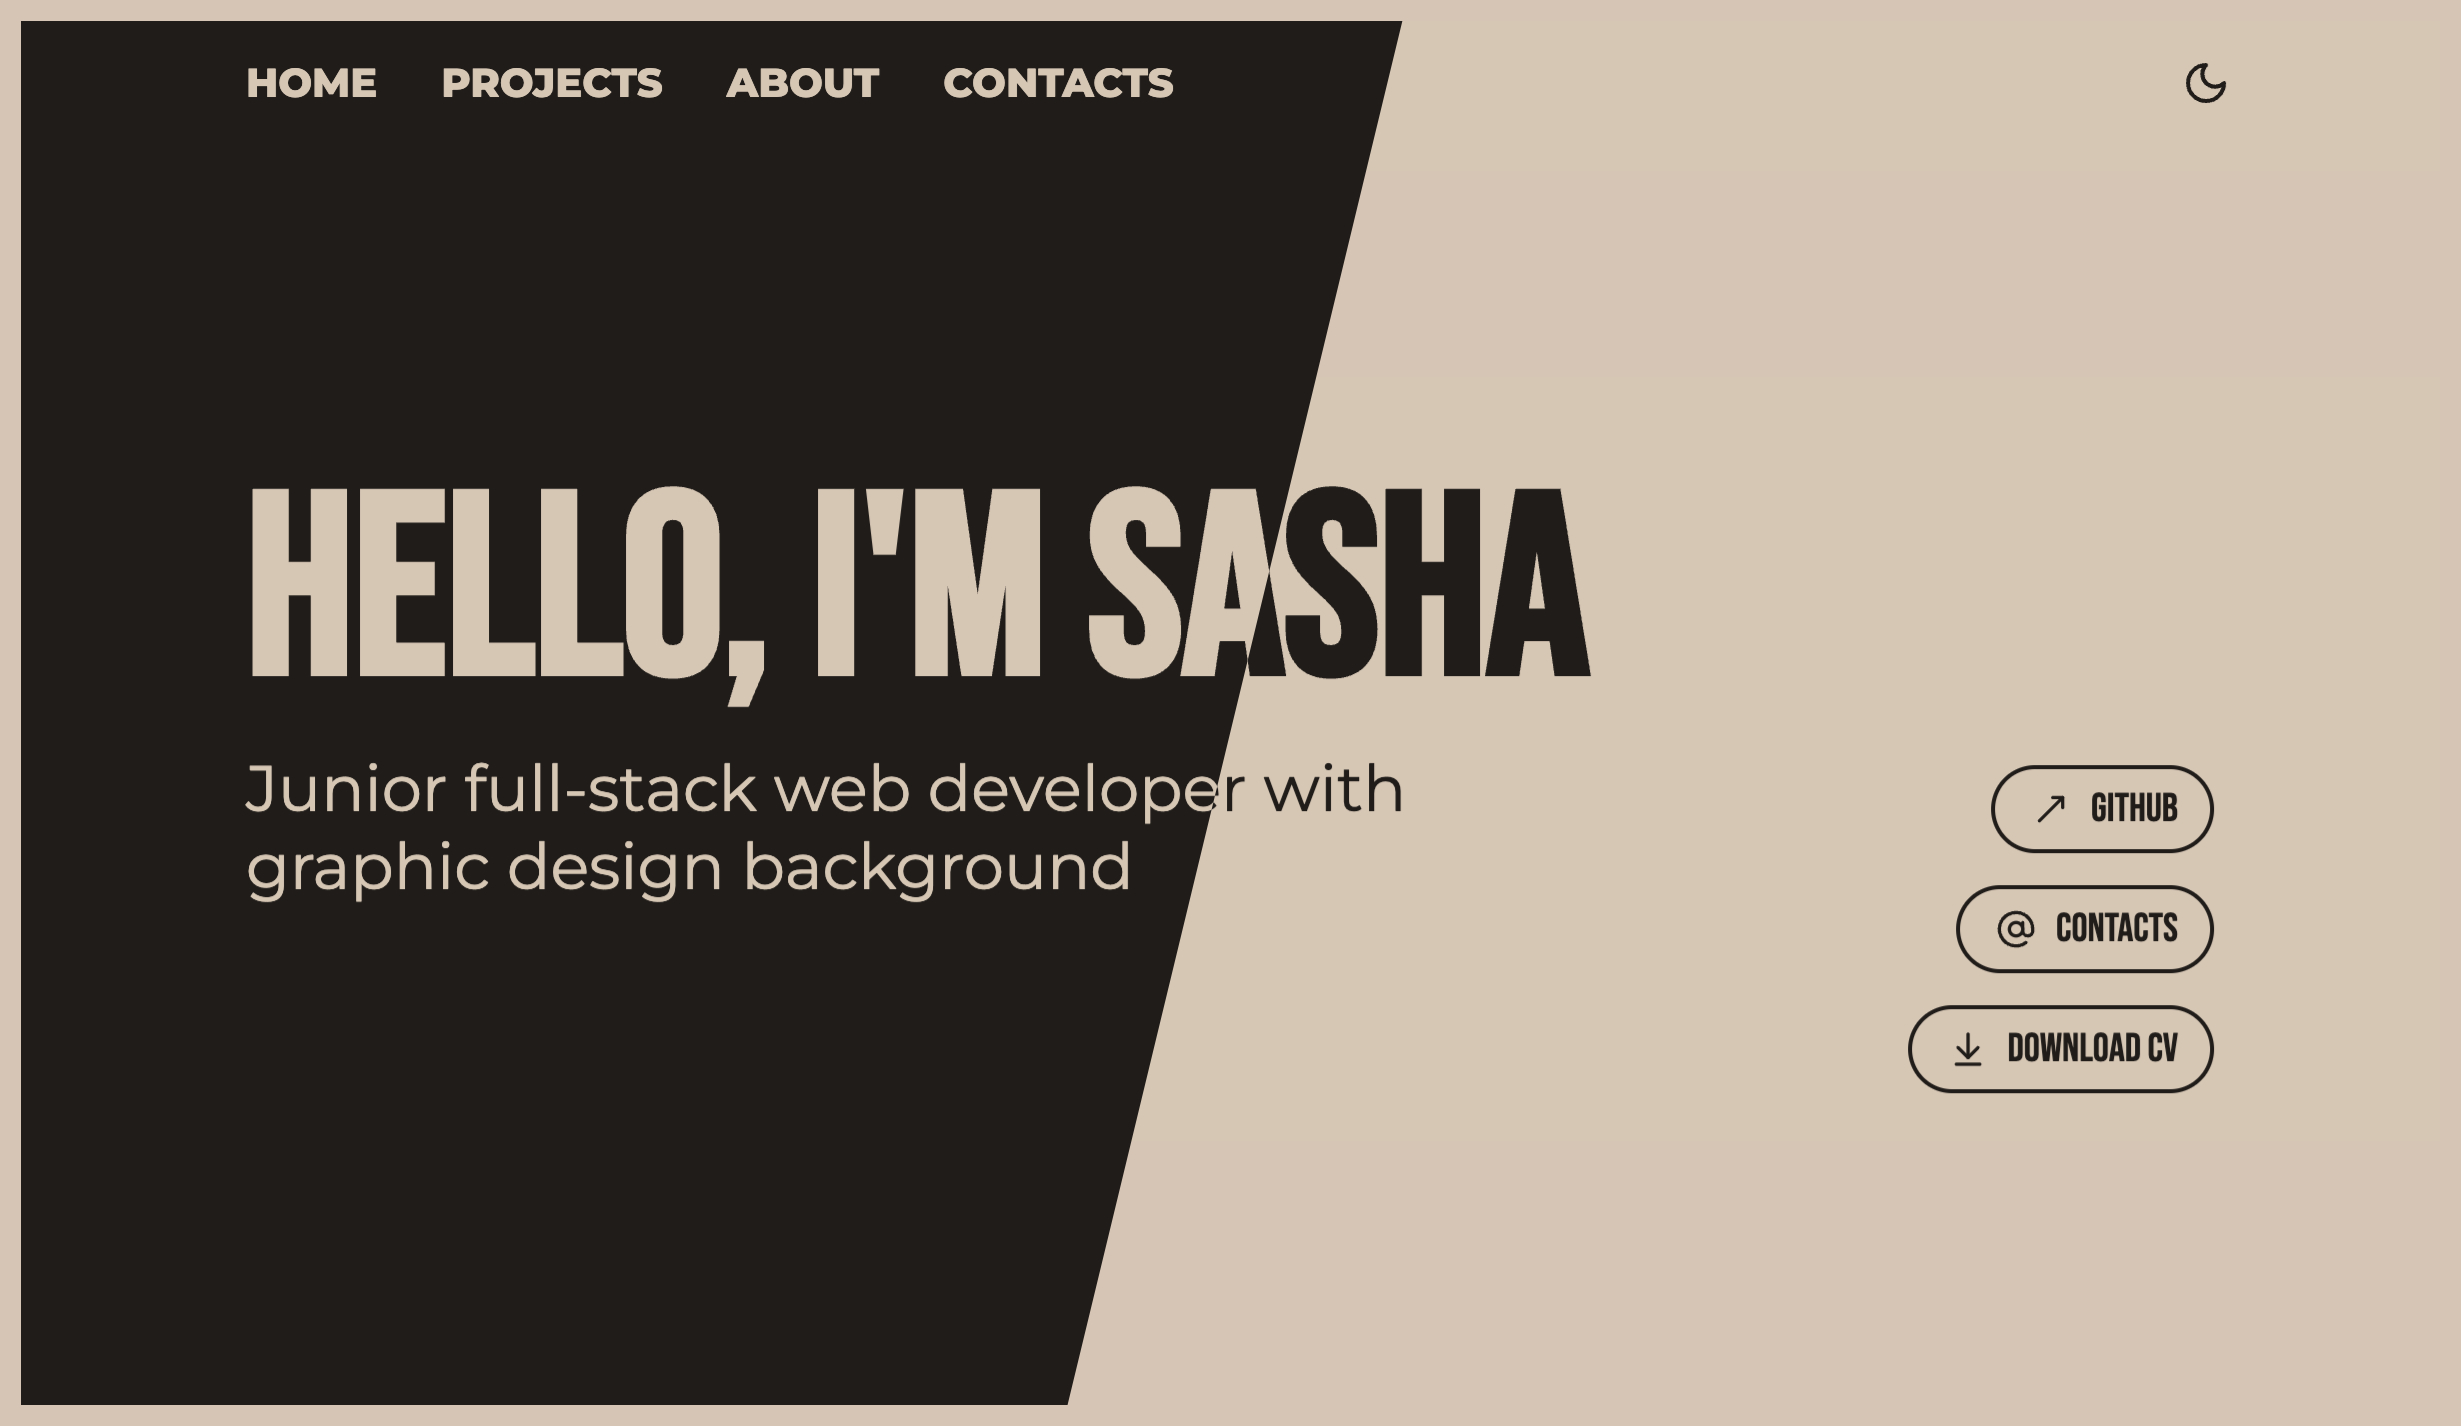 HOME PROJECTS ABOUT CONTACTS
HELLO, I'M SASHA
Junior full-stack web developer with
graphic design background
GITHUB
CONTACTS
DOWNLOAD CV